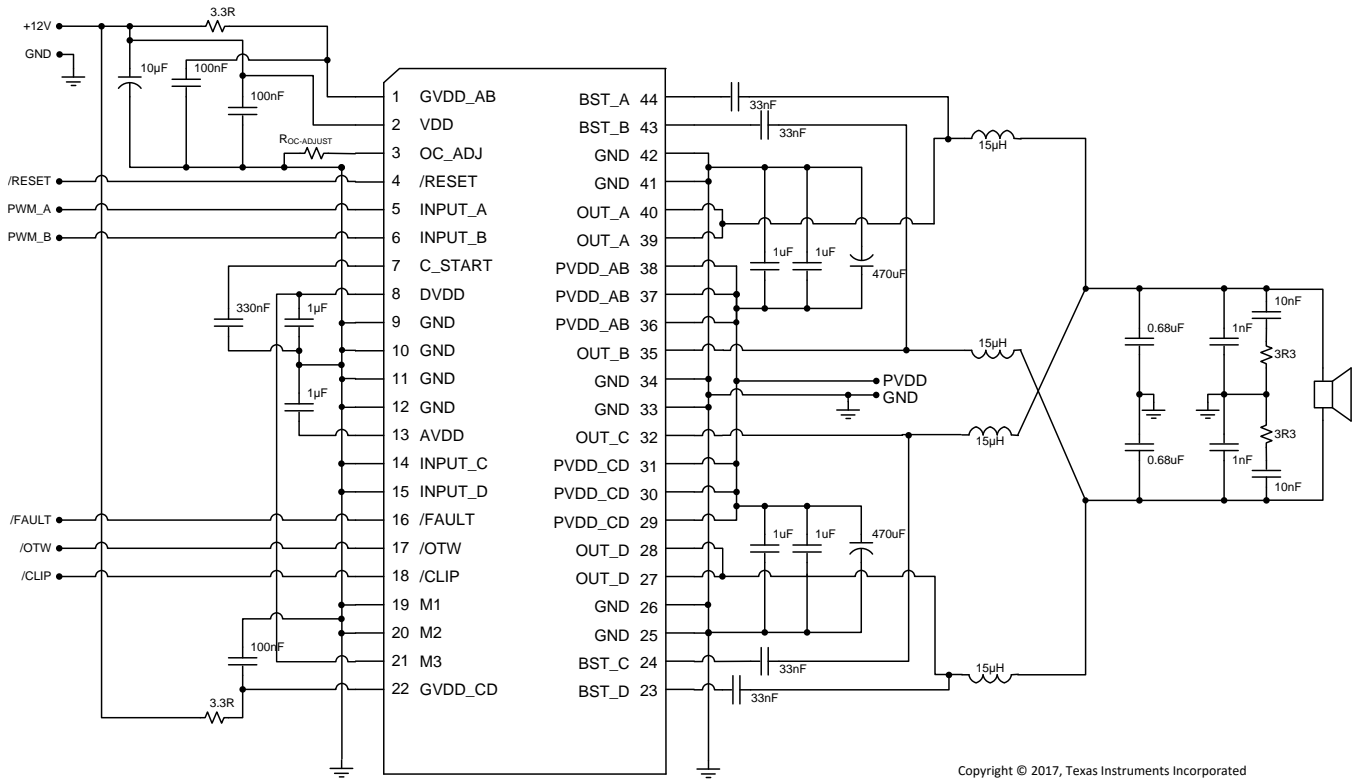 3.3R
+12V
GND
10µF
100nF
100nF
1 GVDD_AB
2 VDD
R_OC-ADJUST
3 OC_ADJ
/RESET
4 /RESET
PWM_A
5 INPUT_A
PWM_B
6 INPUT_B
7 C_START
330nF
1µF
8 DVDD
9 GND
10 GND
11 GND
1µF
12 GND
13 AVDD
14 INPUT_C
15 INPUT_D
/FAULT
16 /FAULT
/OTW
17 /OTW
/CLIP
18 /CLIP
19 M1
20 M2
100nF
21 M3
22 GVDD_CD
3.3R
BST_A 44
33nF
BST_B 43
33nF
GND 42
GND 41
OUT_A 40
OUT_A 39
PVDD_AB 38
PVDD_AB 37
PVDD_AB 36
OUT_B 35
GND 34
GND 33
OUT_C 32
PVDD_CD 31
PVDD_CD 30
PVDD_CD 29
OUT_D 28
OUT_D 27
GND 26
GND 25
BST_C 24
33nF
BST_D 23
33nF
1uF
1uF
470uF
PVDD
GND
1uF
1uF
470uF
15µH
15µH
15µH
15µH
0.68uF
1nF
10nF
3R3
0.68uF
1nF
3R3
10nF
Copyright © 2017, Texas Instruments Incorporated